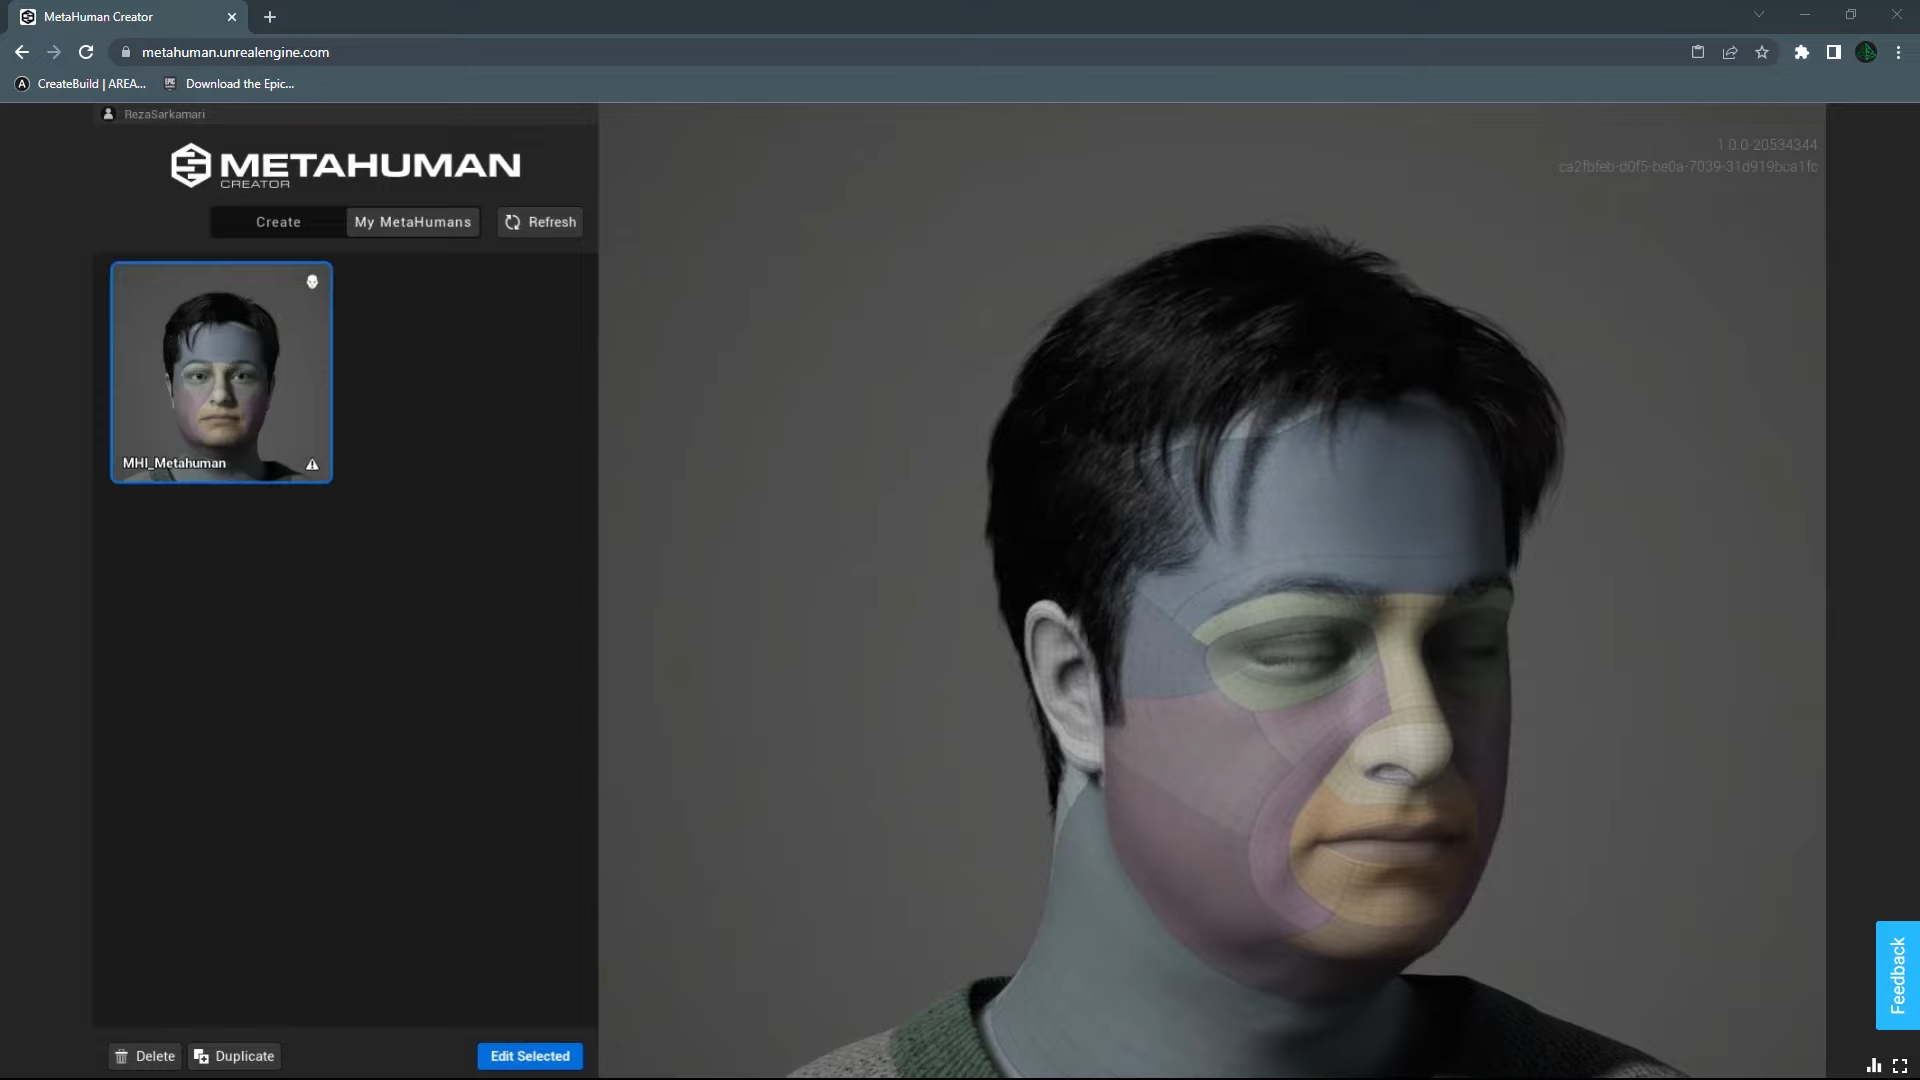 MetaHuman Creator
metahuman.unrealengine.com
CreateBuild | AREA...
Download the Epic...
RezaSarkamari
METAHUMAN
CREATOR
Create
My MetaHumans
Refresh
1 0.0-20534344
ca2fbfeb-d0f5-be0a-7039-31d919bca1fc
MHI_Metahuman
Delete
Duplicate
Edit Selected
Feedback